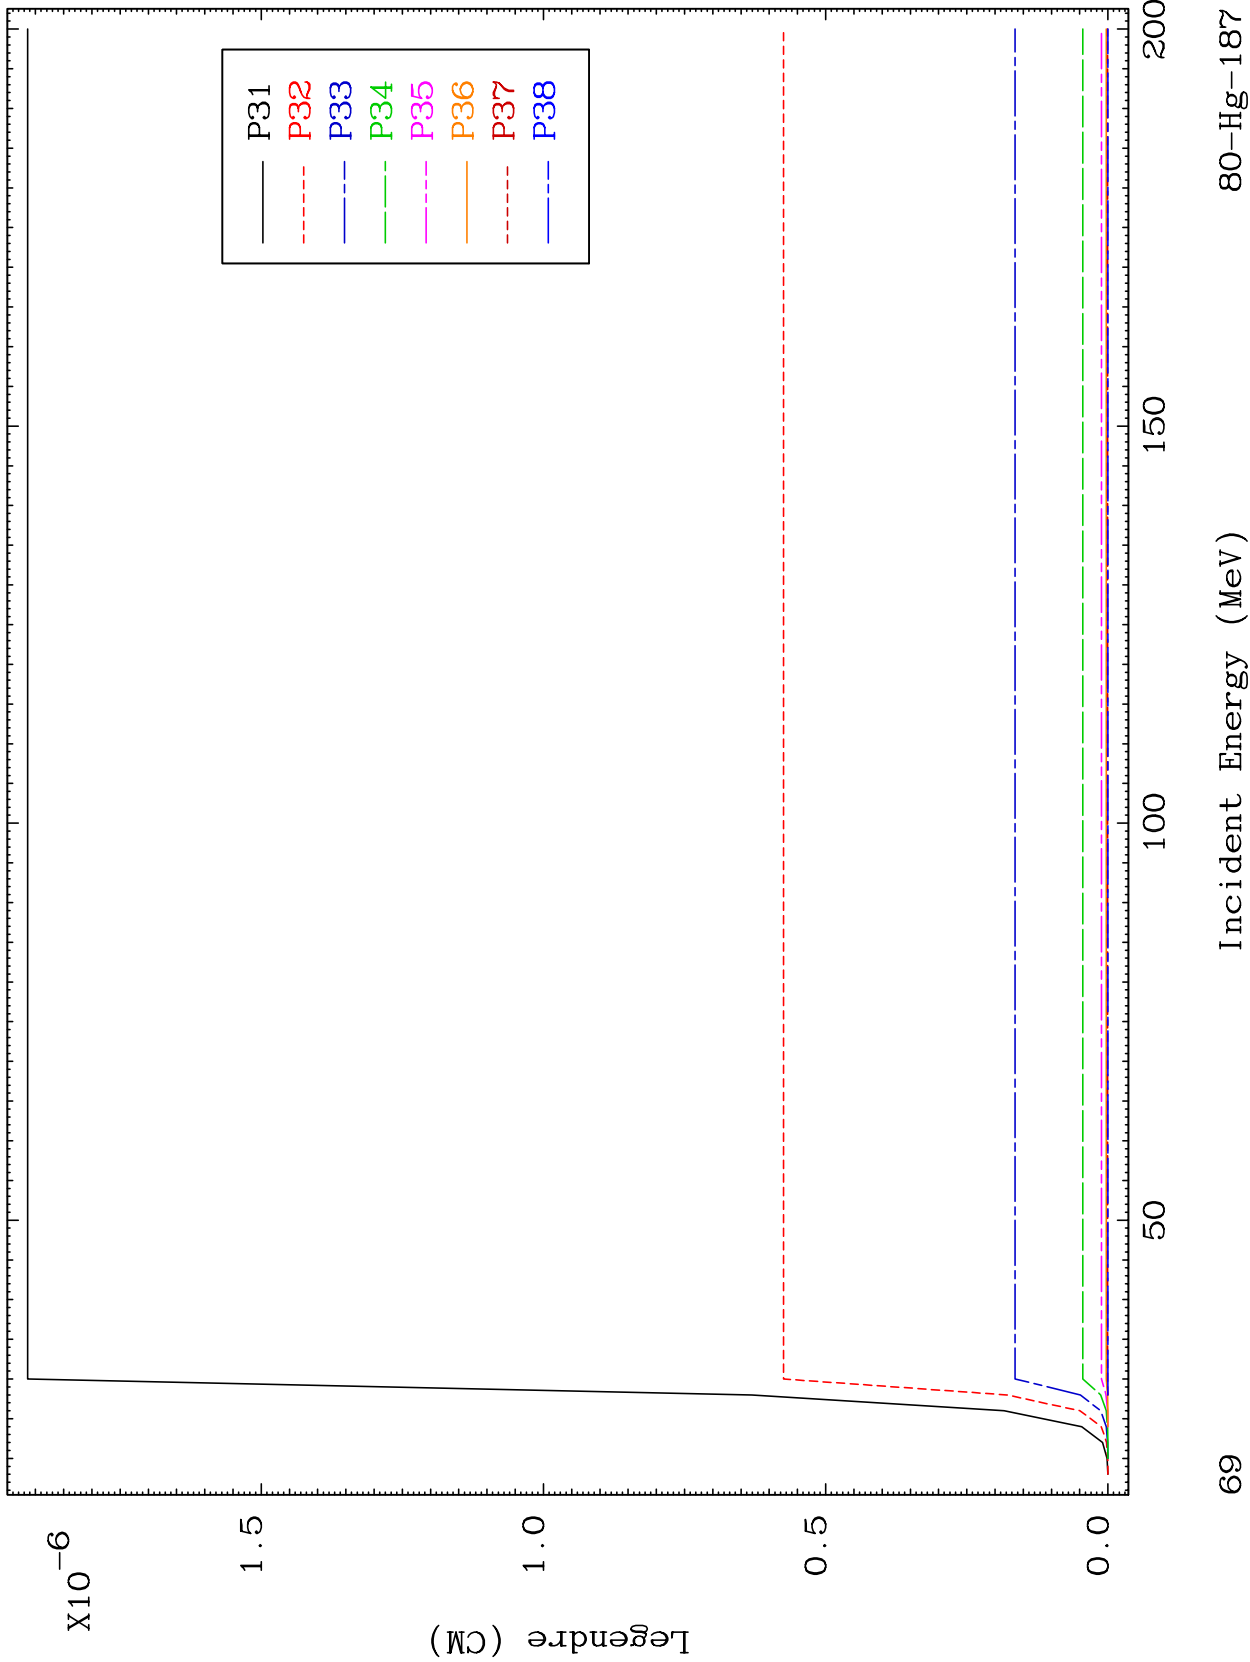 X10-6
1.5
1.0
0.5
0.0
Legendre (CM)
P31
P32
P33
P34
P35
P36
P37
P38
50
100
150
200
69
Incident Energy (MeV)
80-Hg-187